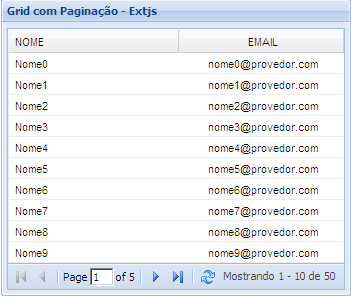 Grid com Paginação - Extjs
NOME EMAIL
Nome0 nome0@provedor.com
Nome1 nome1@provedor.com
Nome2 nome2@provedor.com
Nome3 nome3@provedor.com
Nome4 nome4@provedor.com
Nome5 nome5@provedor.com
Nome6 nome6@provedor.com
Nome7 nome7@provedor.com
Nome8 nome8@provedor.com
Nome9 nome9@provedor.com
Page 1 of 5 Mostrando 1 - 10 de 50